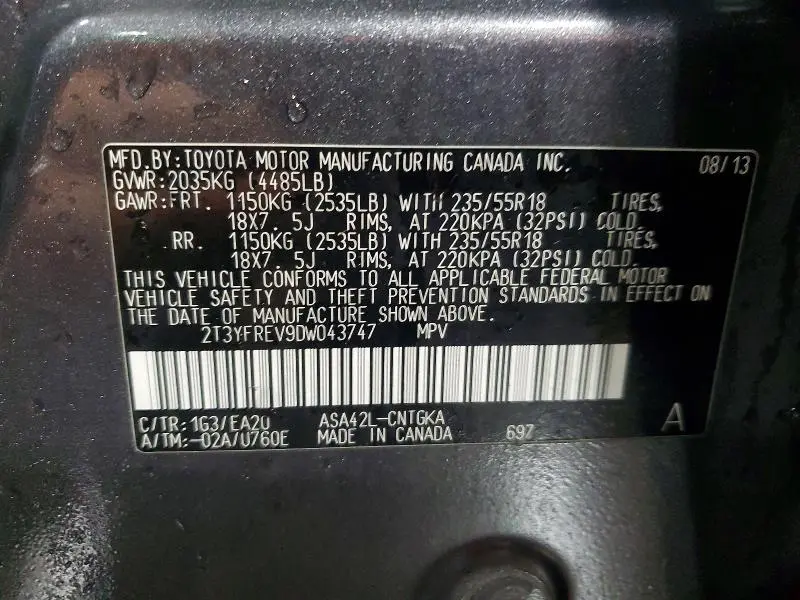 MFD.BY:TOYOTA MOTOR MANUFACTURING CANADA INC. 08/13
GVWR:2035KG (4485LB)
GAWR:FRT. 1150KG (2535LB) WITH 235/55R18 TIRES,
18X7. 5J RIMS, AT 220KPA (32PSI) COLD.
RR. 1150KG (2535LB) WITH 235/55R18 TIRES,
18X7. 5J RIMS, AT 220KPA (32PSI) COLD.
THIS VEHICLE CONFORMS TO ALL APPLICABLE FEDERAL MOTOR
VEHICLE SAFETY AND THEFT PREVENTION STANDARDS IN EFFECT ON
THE DATE OF MANUFACTURE SHOWN ABOVE.
2T3YFREV9DW043747 MPV
C/TR:1G3/EA20 ASA42L-CNTGKA A
A/TM:-02A/U760E MADE IN CANADA 697